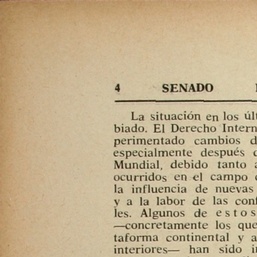 4 SENADO
La situación en los últ
biado. El Derecho Intern
perimentado cambios d
especialmente después d
Mundial, debido tanto a
ocurridos en el campo d
la influencia de nuevas
y a la labor de las conf
les. Algunos de estos
—concretamente los que
taforma continental y a
interiores— han sido i